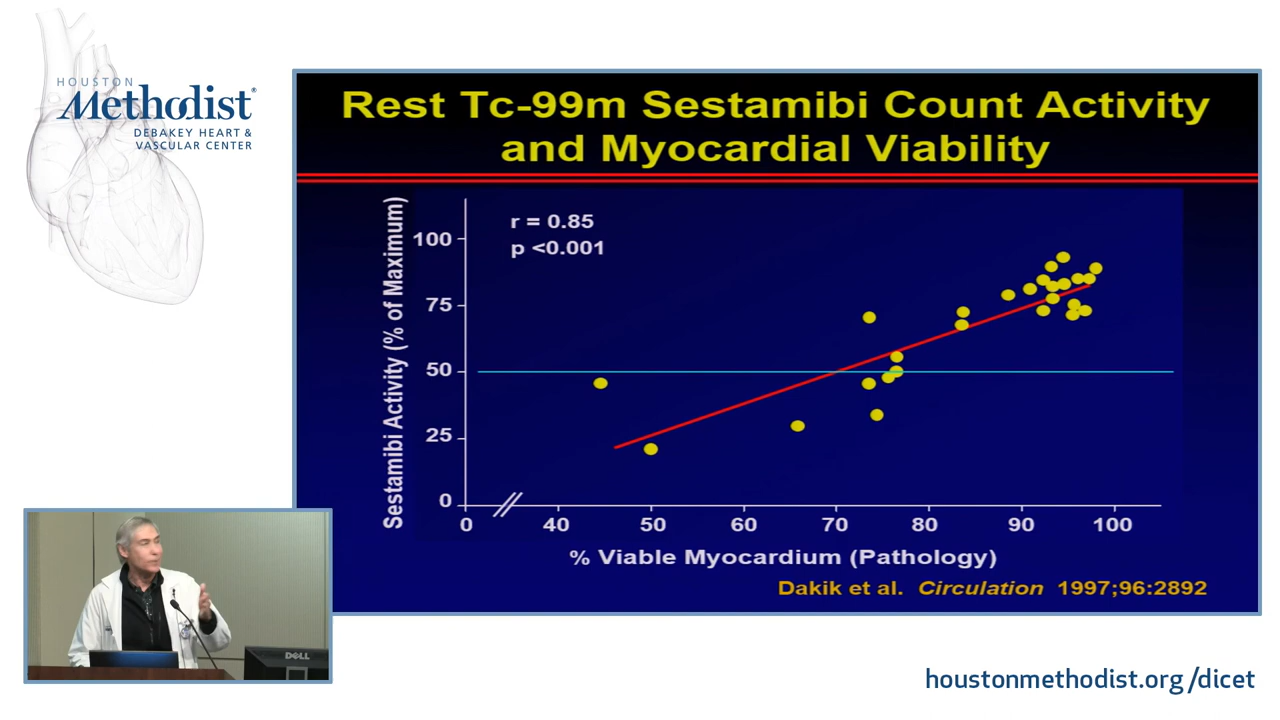 HOUSTON
Methodist®
DEBAKEY HEART &
VASCULAR CENTER
Rest Tc-99m Sestamibi Count Activity
and Myocardial Viability
r = 0.85
p <0.001
Sestamibi Activity (% of Maximum)
100
75
50
25
0
0 40 50 60 70 80 90 100
% Viable Myocardium (Pathology)
Dakik et al. Circulation 1997;96:2892
DELL
houstonmethodist.org/dicet